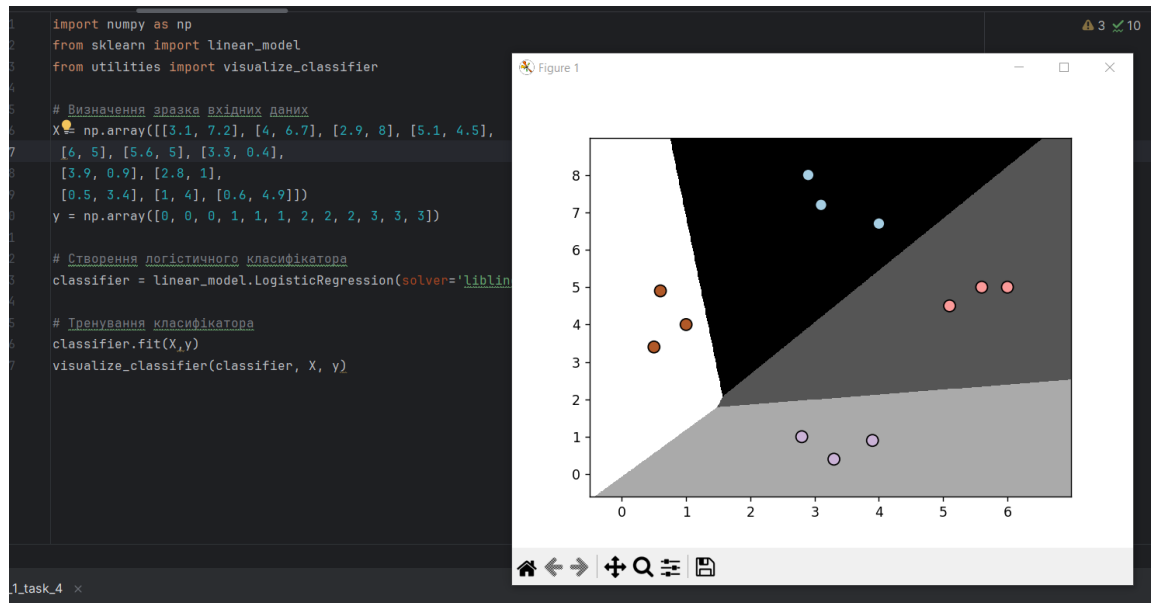 import numpy as np
from sklearn import linear_model
from utilities import visualize_classifier
# Визначення зразка вхідних даних
X = np.array([[3.1, 7.2], [4, 6.7], [2.9, 8], [5.1, 4.5],
[6, 5], [5.6, 5], [3.3, 0.4],
[3.9, 0.9], [2.8, 1],
[0.5, 3.4], [1, 4], [0.6, 4.9]])
y = np.array([0, 0, 0, 1, 1, 1, 2, 2, 2, 3, 3, 3])
# Створення логістичного класифікатора
classifier = linear_model.LogisticRegression(solver='liblin
# Тренування класифікатора
classifier.fit(X,y)
visualize_classifier(classifier, X, y)
3 10
Figure 1
8
7
6
5
4
3
2
1
0
0 1 2 3 4 5 6
_1_task_4